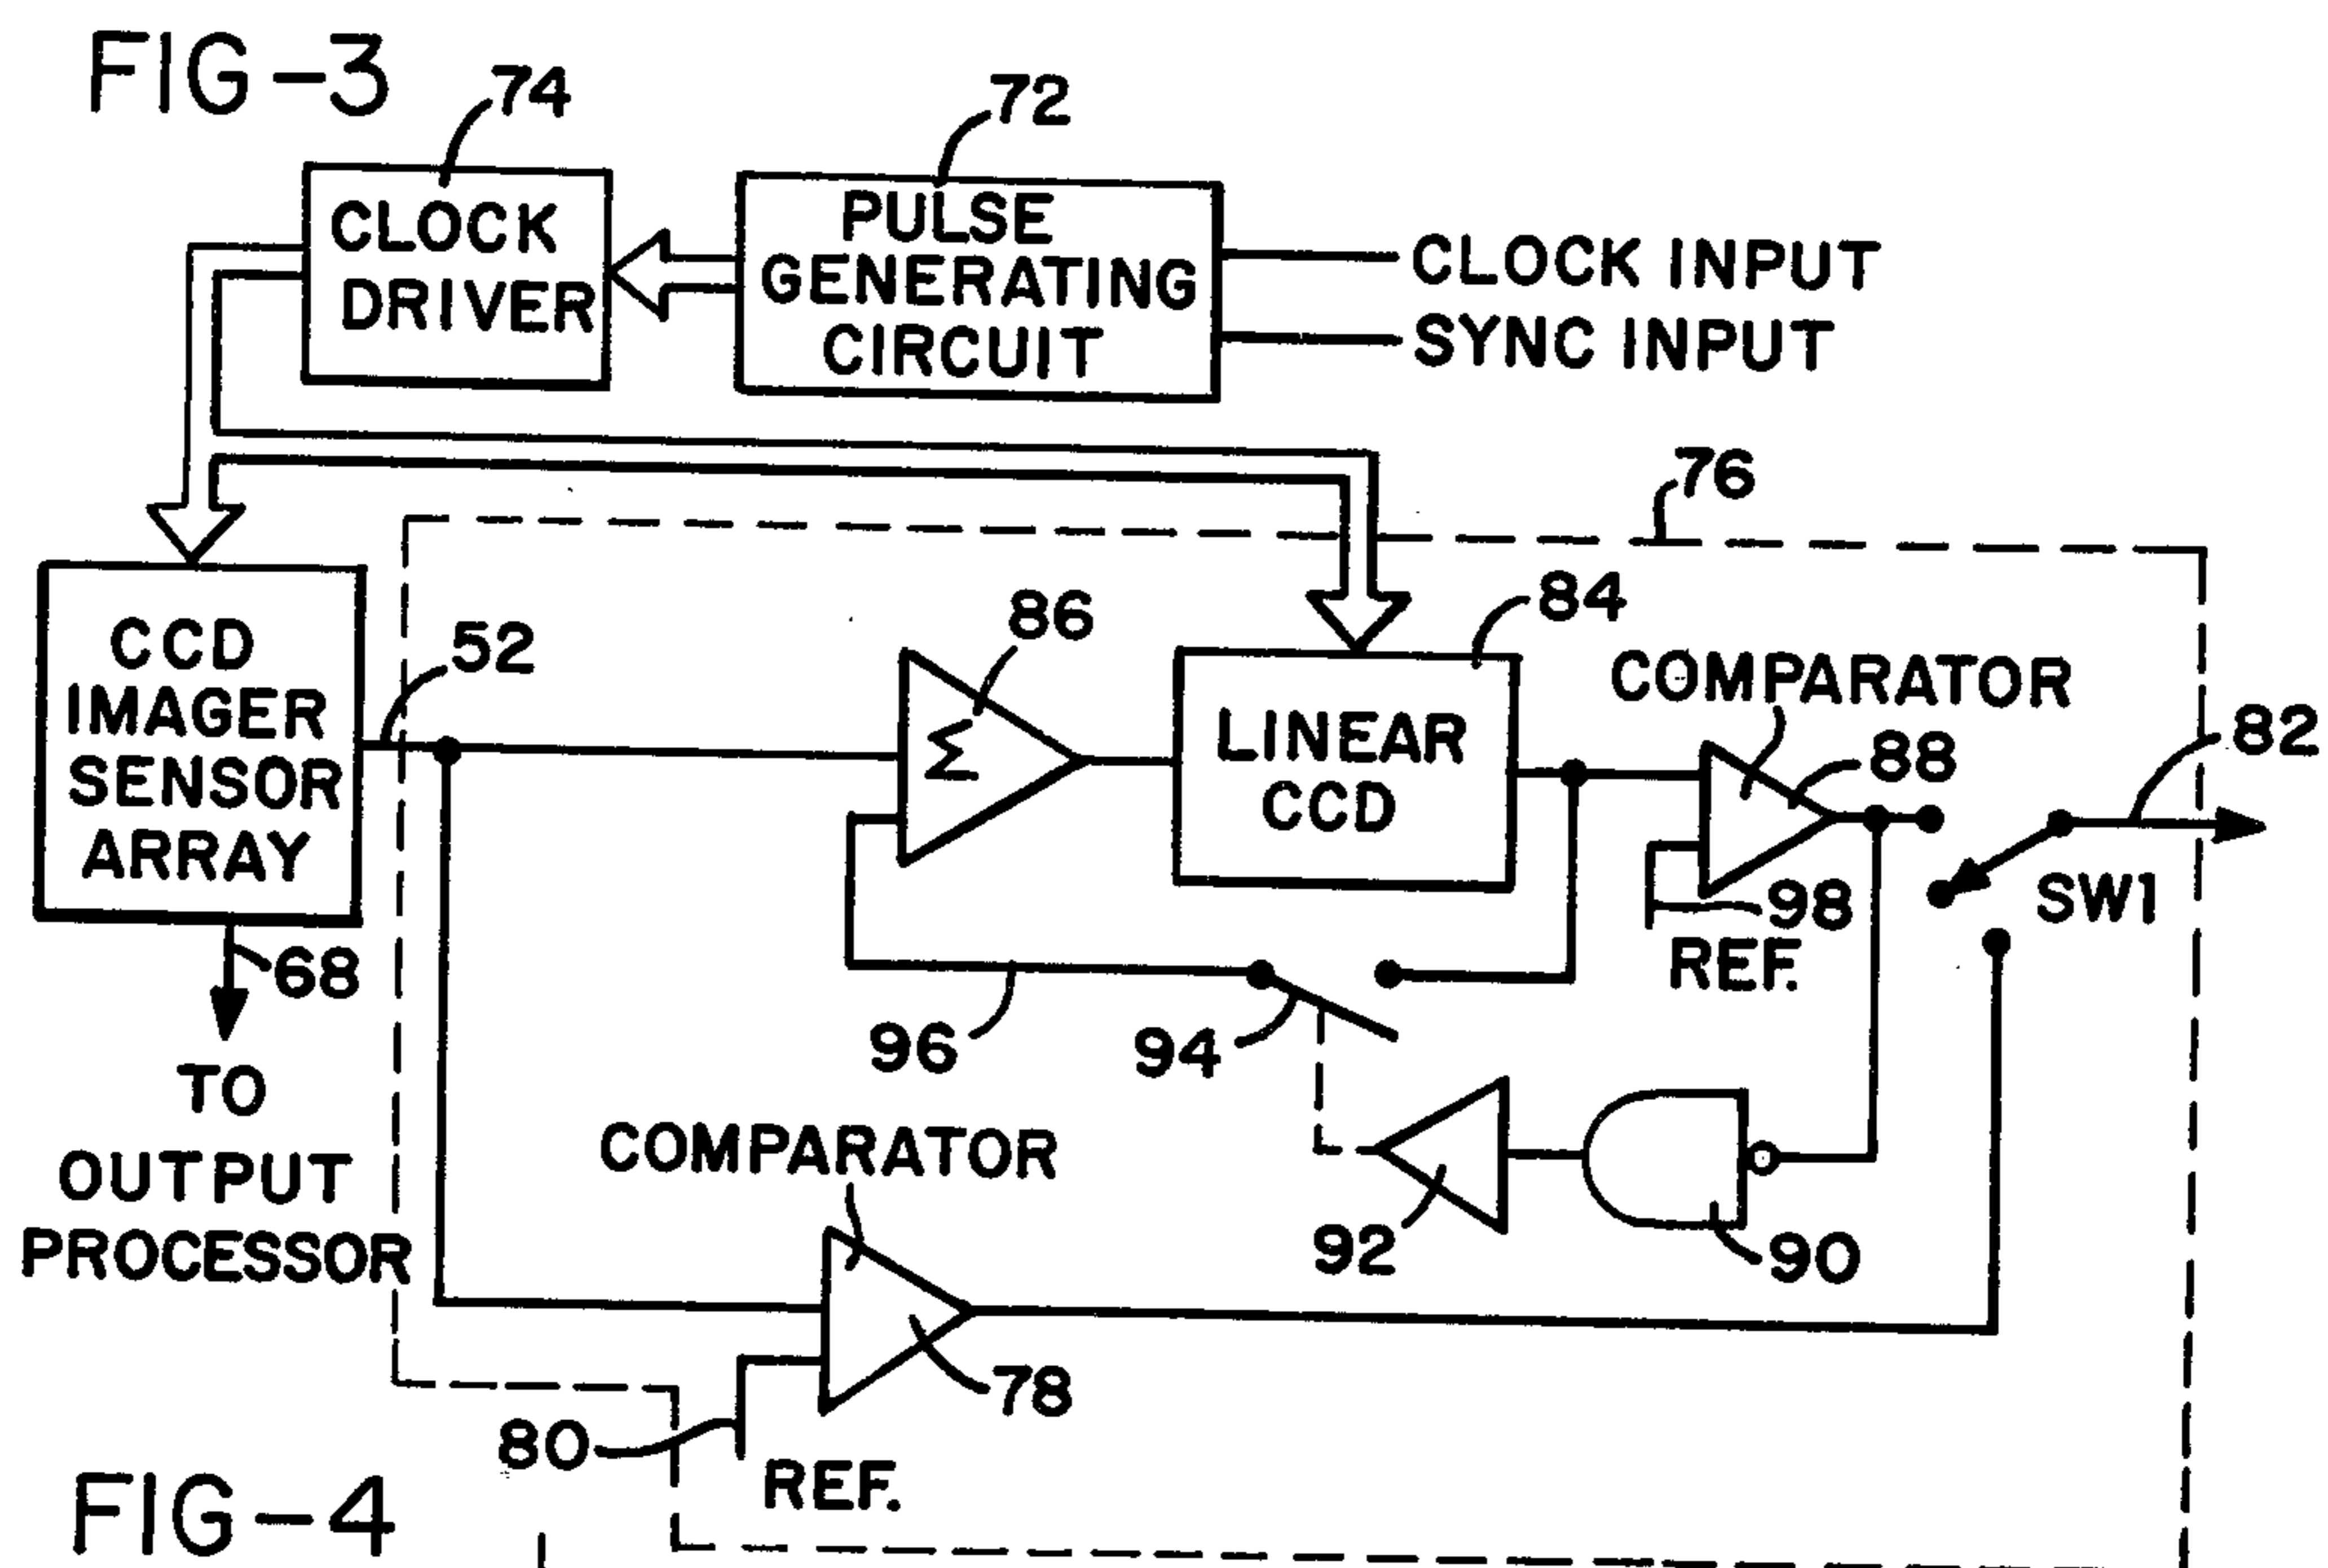 FIG-3
74
72
CLOCK
DRIVER
PULSE
GENERATING
CIRCUIT
CLOCK INPUT
SYNC INPUT
76
CCD
IMAGER
SENSOR
ARRAY
52
86
84
Σ
LINEAR
CCD
COMPARATOR
88
82
98
REF.
SW1
68
TO
OUTPUT
PROCESSOR
96
94
92
90
COMPARATOR
78
80
REF.
FIG-4